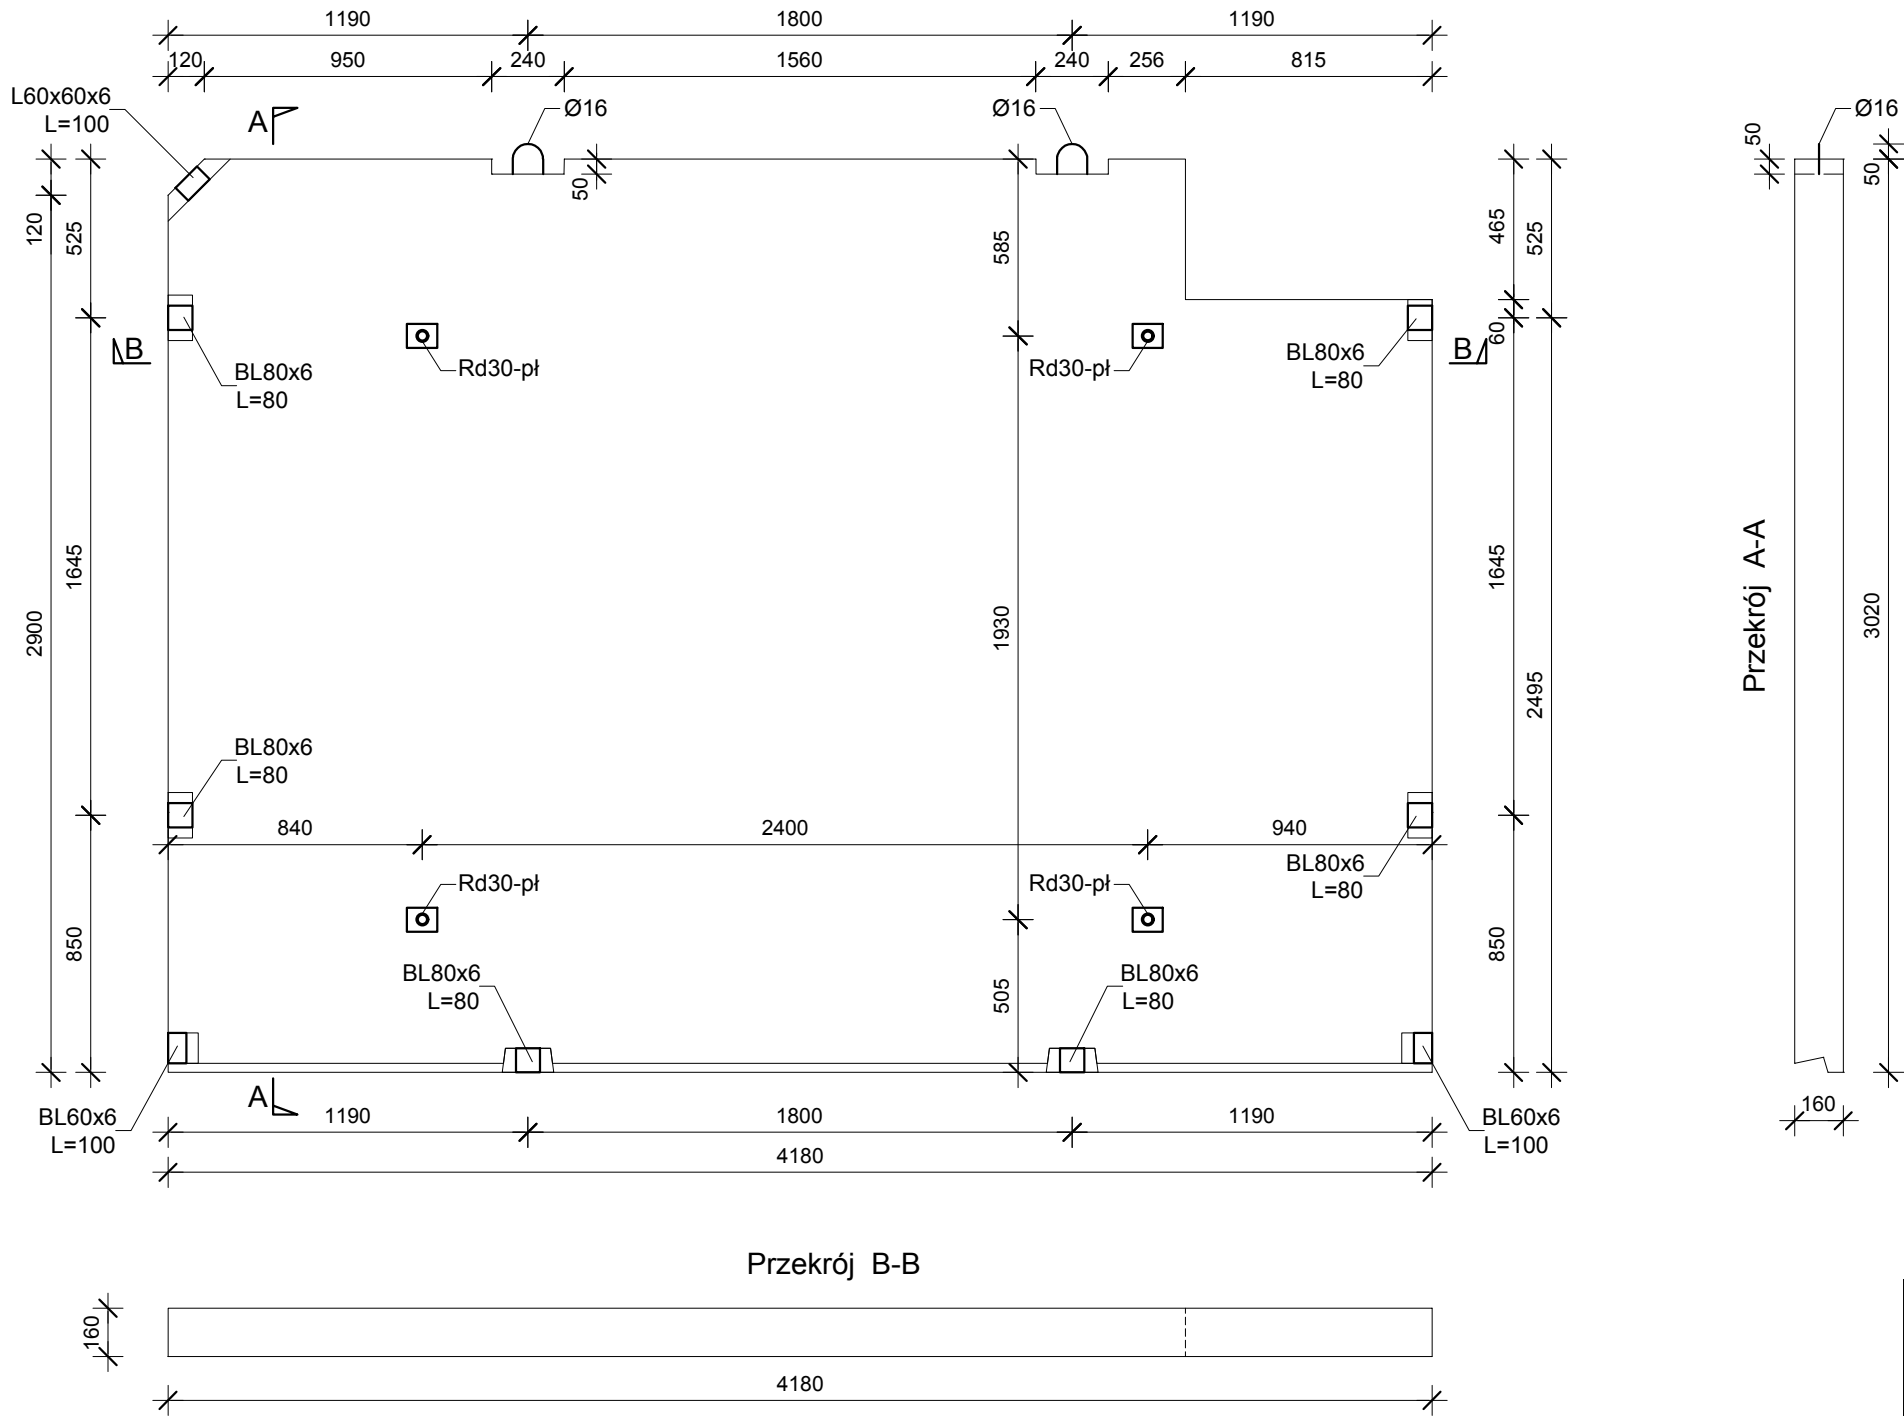 1190
1800
1190
120
950
240
1560
240
256
815
L60x60x6
L=100
A
Ø16
Ø16
Ø16
50
50
50
120
525
585
465
525
60
B
B
BL80x6
L=80
Rd30-pł
Rd30-pł
BL80x6
L=80
1645
2900
1930
1645
2495
Przekrój A-A
3020
BL80x6
L=80
840
2400
940
BL80x6
L=80
Rd30-pł
Rd30-pł
850
BL80x6
L=80
505
BL80x6
L=80
850
A
BL60x6
L=100
1190
1800
1190
BL60x6
L=100
160
4180
Przekrój B-B
160
4180